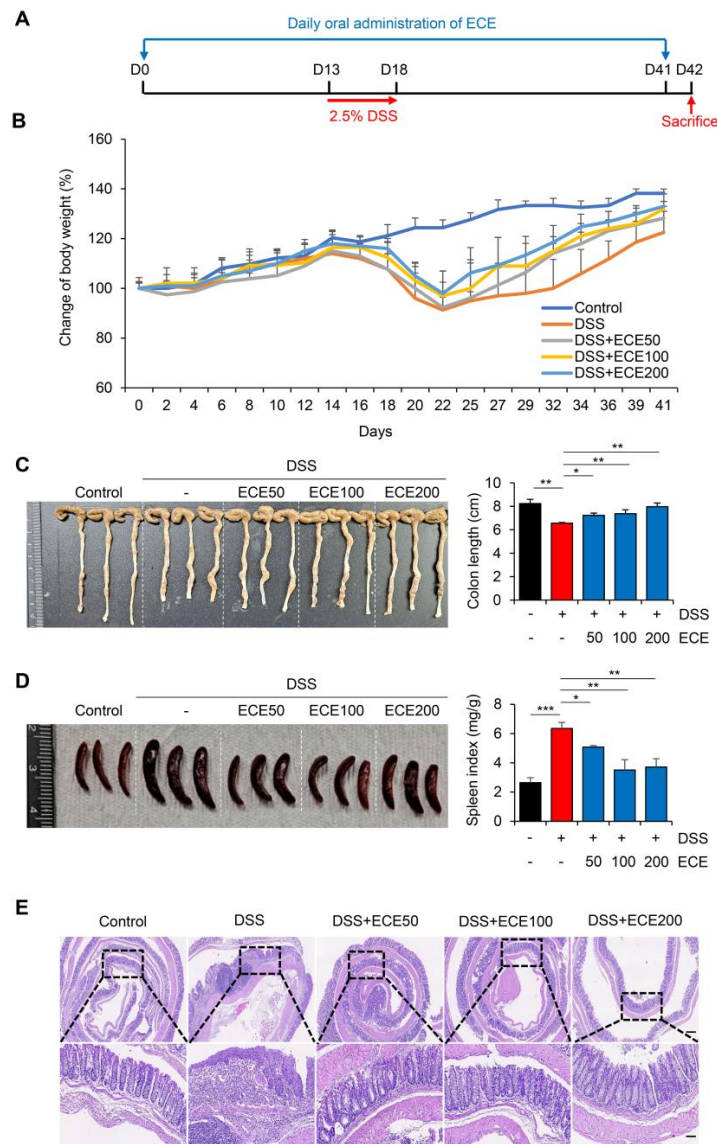 A
Daily oral administration of ECE
D0 D13 D18 D41 D42
2.5% DSS
Sacrifice
B
Change of body weight (%)
160
140
120
100
80
60
Control
DSS
DSS+ECE50
DSS+ECE100
DSS+ECE200
0 2 4 6 8 10 12 14 16 18 20 22 25 27 29 32 34 36 39 41
Days
C
DSS
Control - ECE50 ECE100 ECE200
Colon length (cm)
10
8
6
4
2
0
**
**
** *
- + + + + DSS
- - 50 100 200 ECE
D
DSS
Control - ECE50 ECE100 ECE200
2
3
4
Spleen index (mg/g)
8
6
4
2
0
**
**
*** *
- + + + + DSS
- - 50 100 200 ECE
E
Control DSS DSS+ECE50 DSS+ECE100 DSS+ECE200